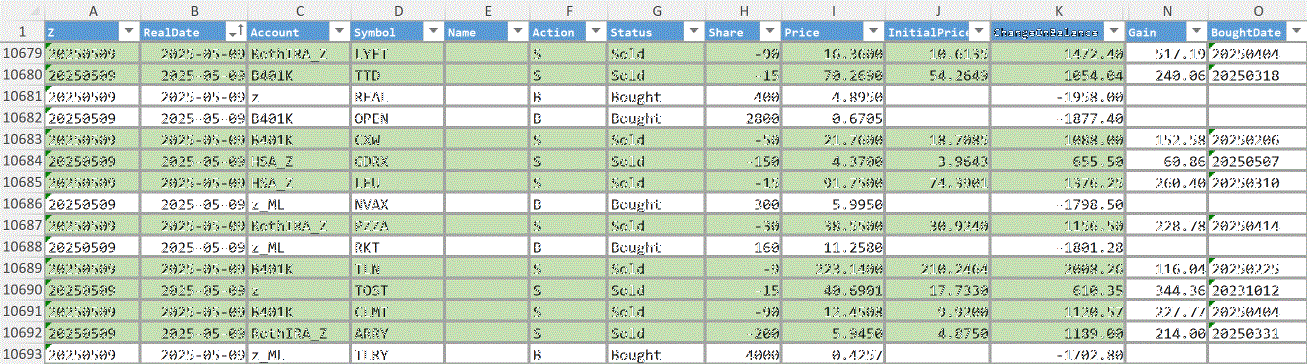 A B C D E F G H I J K N O
1 Z RealDate Account Symbol Name Action Status Share Price InitialPrice ChangeOnBalance Gain BoughtDate
10679 20250509 2025-05-09 RothIRA_Z LYFT S Sold -90 16.3600 10.6135 1472.40 517.19 20250404
10680 20250509 2025-05-09 B401K TTD S Sold -15 70.2690 54.2649 1054.04 240.06 20250318
10681 20250509 2025-05-09 z REAL B Bought 400 4.8950 -1958.00
10682 20250509 2025-05-09 B401K OPEN B Bought 2800 0.6705 -1877.40
10683 20250509 2025-05-09 B401K CXW S Sold -50 21.7600 18.7085 1088.00 152.58 20250206
10684 20250509 2025-05-09 HSA_Z GDRX S Sold -150 4.3700 3.9643 655.50 60.86 20250507
10685 20250509 2025-05-09 HSA_Z LEU S Sold -15 91.7500 74.3901 1376.25 260.40 20250310
10686 20250509 2025-05-09 z_ML NVAX B Bought 300 5.9950 -1798.50
10687 20250509 2025-05-09 RothIRA_Z PZZA S Sold -30 38.5500 30.9240 1156.50 228.78 20250414
10688 20250509 2025-05-09 z_ML RKT B Bought 160 11.2580 -1801.28
10689 20250509 2025-05-09 B401K TLN S Sold -9 223.1400 210.2464 2008.26 116.04 20250225
10690 20250509 2025-05-09 z TOST S Sold -15 40.6901 17.7330 610.35 344.36 20231012
10691 20250509 2025-05-09 B401K CLMT S Sold -90 12.4508 9.9200 1120.57 227.77 20250404
10692 20250509 2025-05-09 RothIRA_Z ARRY S Sold -200 5.9450 4.8750 1189.00 214.00 20250331
10693 20250509 2025-05-09 z_ML TLRY B Bought 4000 0.4257 -1702.80